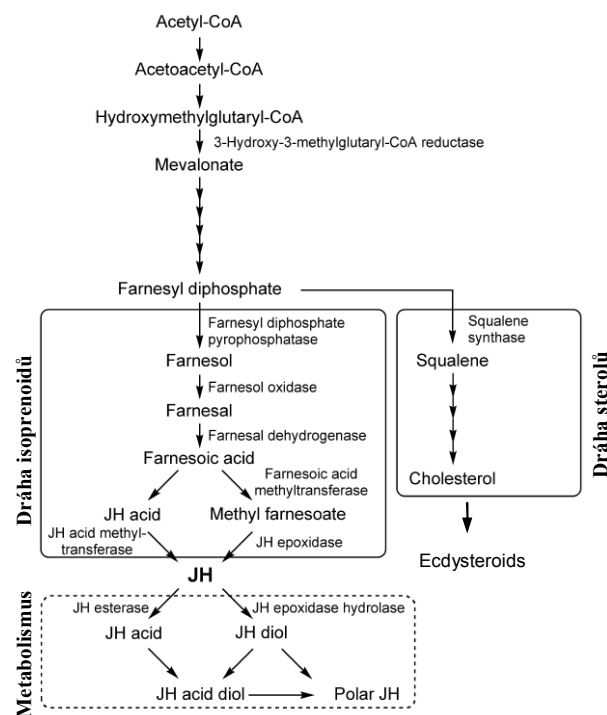 Acetyl-CoA
Acetoacetyl-CoA
Hydroxymethylglutaryl-CoA
3-Hydroxy-3-methylglutaryl-CoA reductase
Mevalonate
Farnesyl diphosphate
Dráha isoprenoidů
Farnesyl diphosphate
pyrophosphatase
Farnesol
Farnesol oxidase
Farnesal
Farnesal dehydrogenase
Farnesoic acid
Farnesoic acid
methyltransferase
JH acid
Methyl farnesoate
JH acid methyl-
transferase
JH epoxidase
JH
Squalene
synthase
Squalene
Cholesterol
Dráha sterolů
Ecdysteroids
Metabolismus
JH esterase
JH epoxidase hydrolase
JH acid
JH diol
JH acid diol
Polar JH